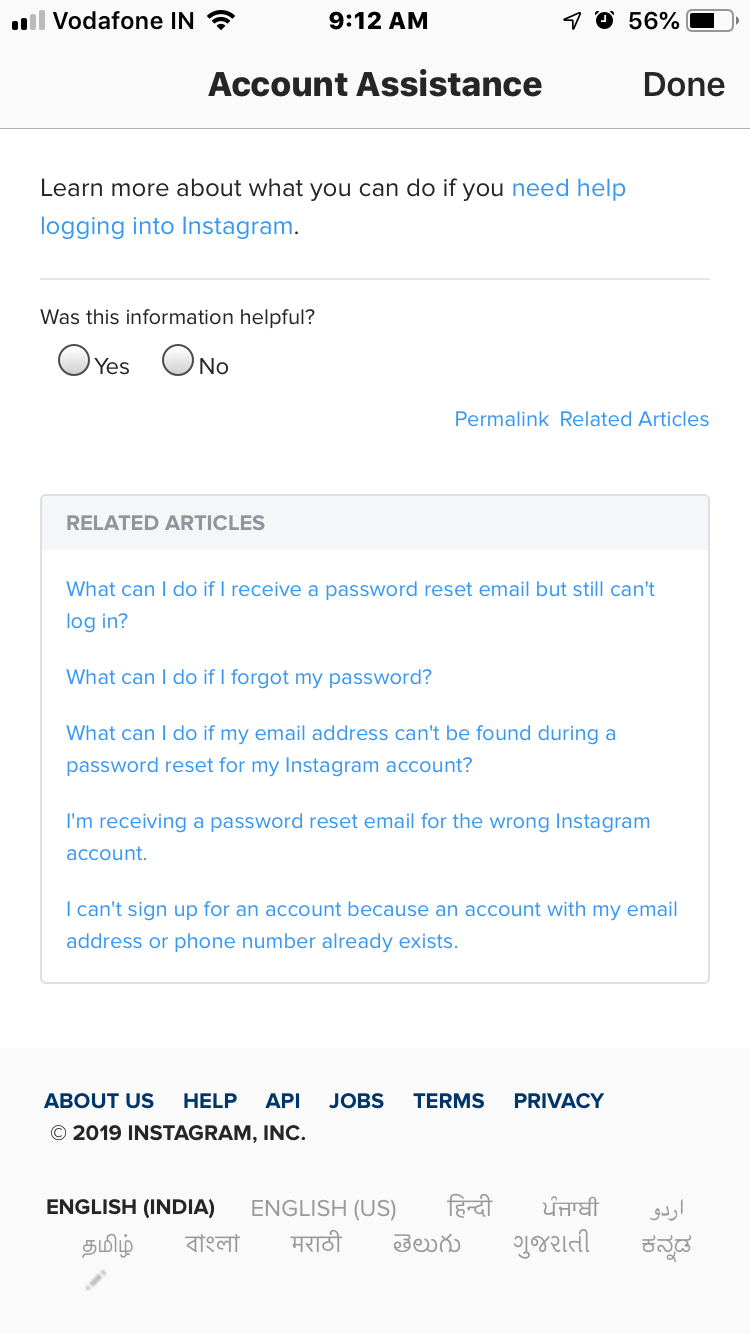 Vodafone IN 9:12 AM 56%
Account Assistance Done
Learn more about what you can do if you need help
logging into Instagram.
Was this information helpful?
Yes No
Permalink Related Articles
RELATED ARTICLES
What can I do if I receive a password reset email but still can't
log in?
What can I do if I forgot my password?
What can I do if my email address can't be found during a
password reset for my Instagram account?
I'm receiving a password reset email for the wrong Instagram
account.
I can't sign up for an account because an account with my email
address or phone number already exists.
ABOUT US HELP API JOBS TERMS PRIVACY
© 2019 INSTAGRAM, INC.
ENGLISH (INDIA) ENGLISH (US) हिन्दी ਪੰਜਾਬੀ اردو
தமிழ் বাংলা मराठी తెలుగు ગુજરાતી ಕನ್ನಡ